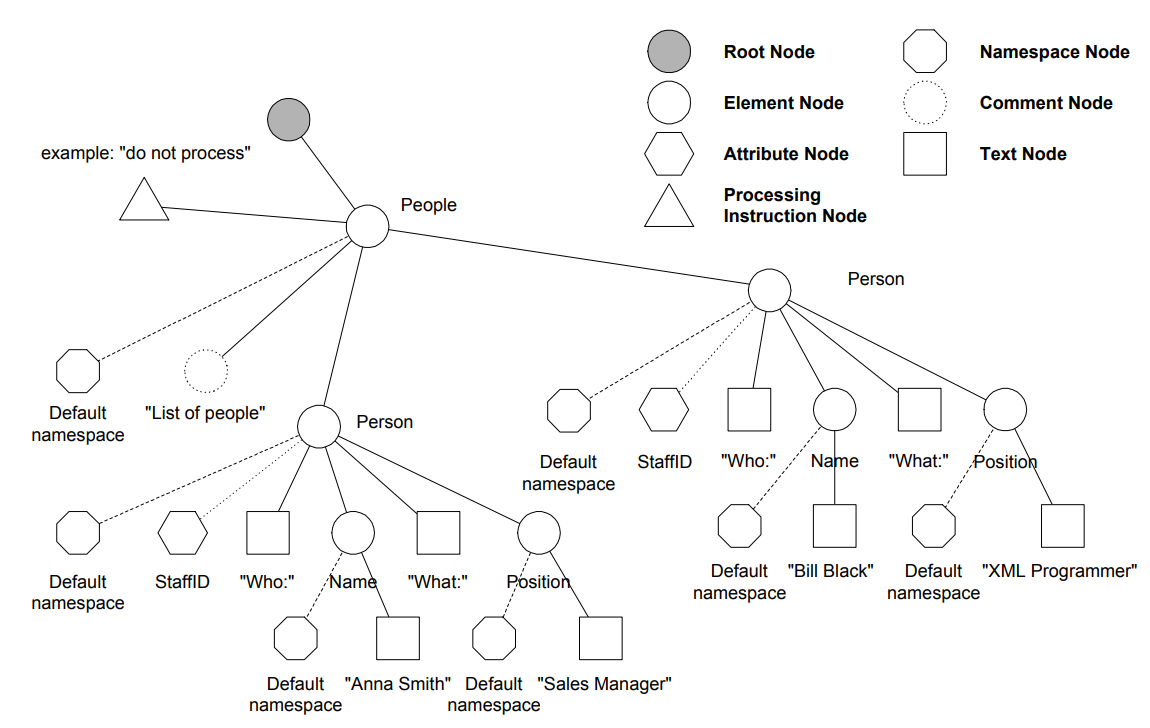 Root Node
Namespace Node
Element Node
Comment Node
example: "do not process"
Attribute Node
Text Node
Processing
Instruction Node
People
Person
Default
namespace
"List of people"
Person
Default
namespace
StaffID
"Who:"
Name
"What:"
Position
Default
namespace
StaffID
"Who:"
Name
"What:"
Position
Default
namespace
"Bill Black"
Default
namespace
"XML Programmer"
Default
namespace
"Anna Smith"
Default
namespace
"Sales Manager"